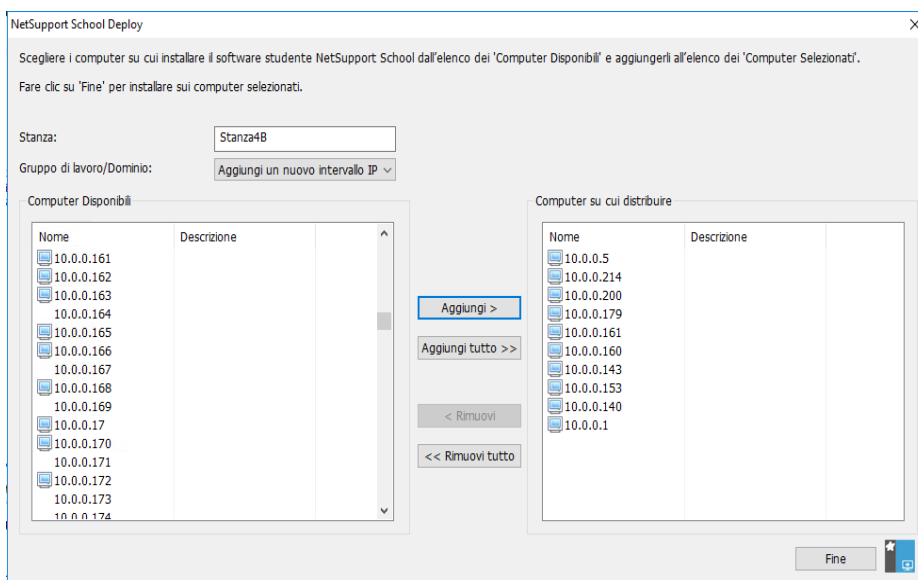 NetSupport School Deploy
Scegliere i computer su cui installare il software studente NetSupport School dall'elenco dei 'Computer Disponibili' e aggiungerli all'elenco dei 'Computer Selezionati'.
Fare clic su 'Fine' per installare sui computer selezionati.
Stanza:
Stanza4B
Gruppo di lavoro/Dominio:
Aggiungi un nuovo intervallo IP
Computer Disponibili
Nome Descrizione
10.0.0.161
10.0.0.162
10.0.0.163
10.0.0.164
10.0.0.165
10.0.0.166
10.0.0.167
10.0.0.168
10.0.0.169
10.0.0.17
10.0.0.170
10.0.0.171
10.0.0.172
10.0.0.173
10.0.0.174
Aggiungi >
Aggiungi tutto >>
< Rimuovi
<< Rimuovi tutto
Computer su cui distribuire
Nome Descrizione
10.0.0.5
10.0.0.214
10.0.0.200
10.0.0.179
10.0.0.161
10.0.0.160
10.0.0.143
10.0.0.153
10.0.0.140
10.0.0.1
Fine